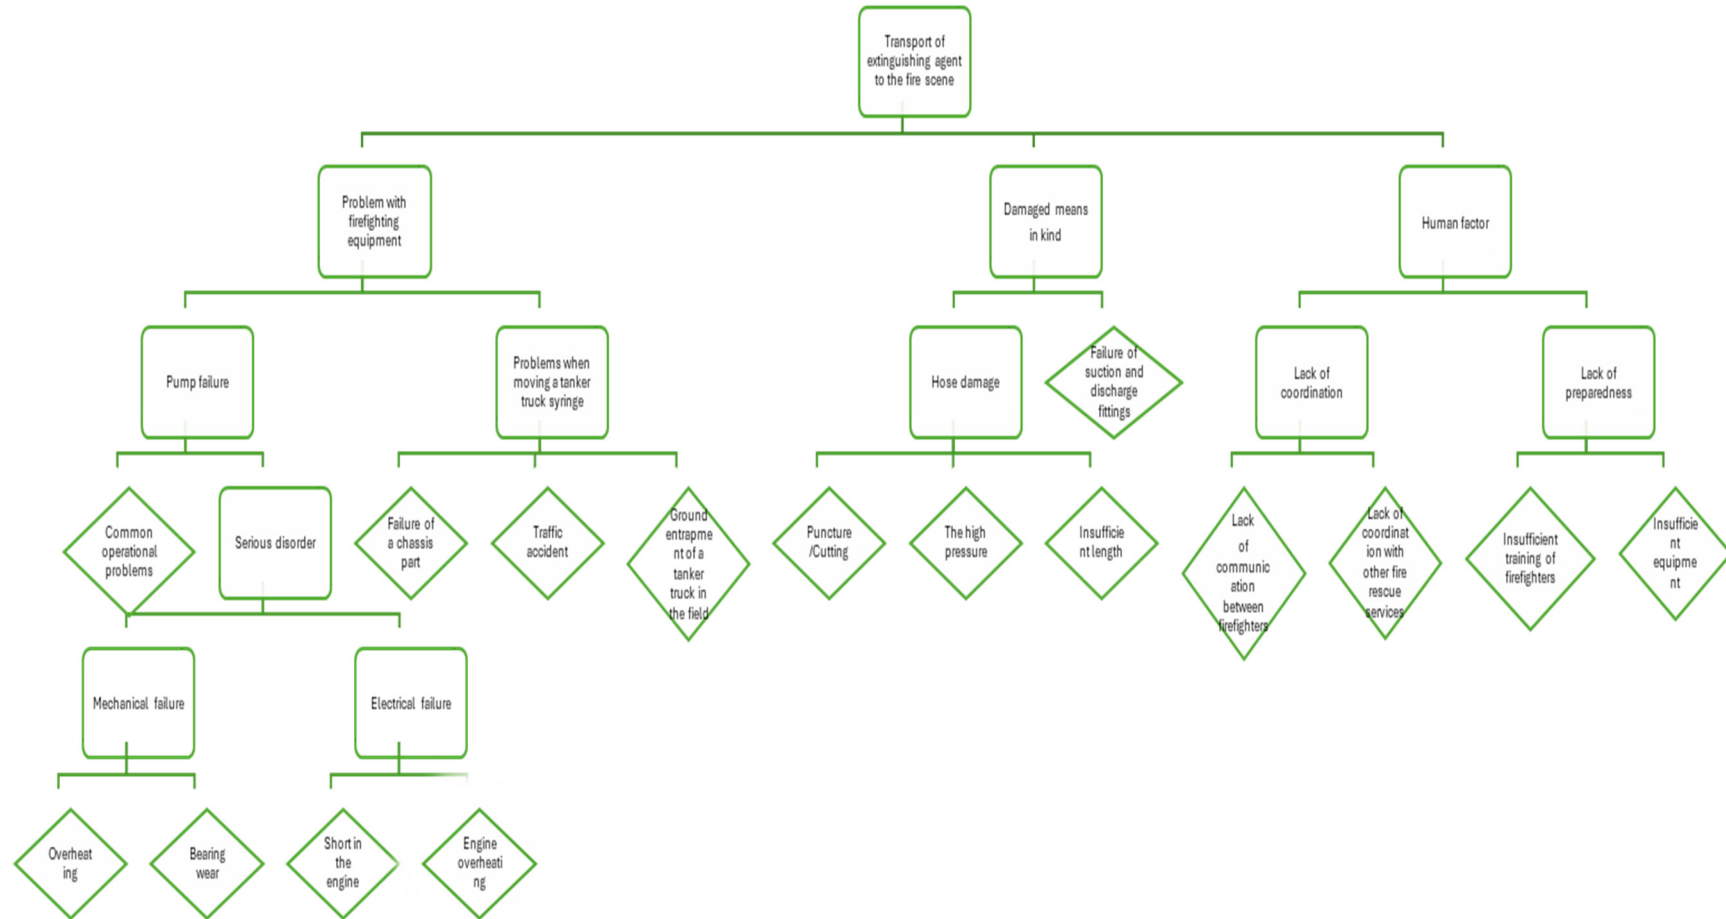 Transport of
extinguishing agent
to the fire scene
Problem with
firefighting
equipment
Damaged means
in kind
Human factor
Pump failure
Problems when
moving a tanker
truck syringe
Hose damage
Failure of
suction and
discharge
fittings
Lack of
coordination
Lack of
preparedness
Common
operational
problems
Serious disorder
Failure of
a chassis
part
Traffic
accident
Ground
entrapme
nt of a
tanker
truck in
the field
Puncture
/Cutting
The high
pressure
Insufficie
nt length
Lack
of
communic
ation
between
firefighters
Lack of
coordinat
ion with
other fire
rescue
services
Insufficient
training of
firefighters
Insufficie
nt
equipme
nt
Mechanical failure
Electrical failure
Overheat
ing
Bearing
wear
Short in
the
engine
Engine
overheati
ng